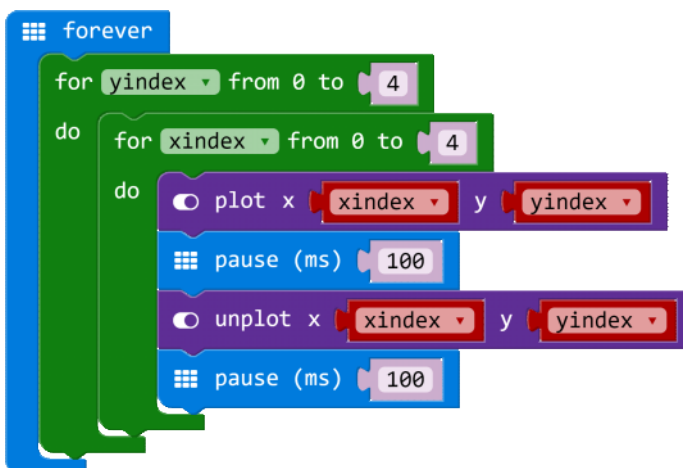 forever
for yindex from 0 to 4
do for xindex from 0 to 4
do plot x xindex y yindex
pause (ms) 100
unplot x xindex y yindex
pause (ms) 100